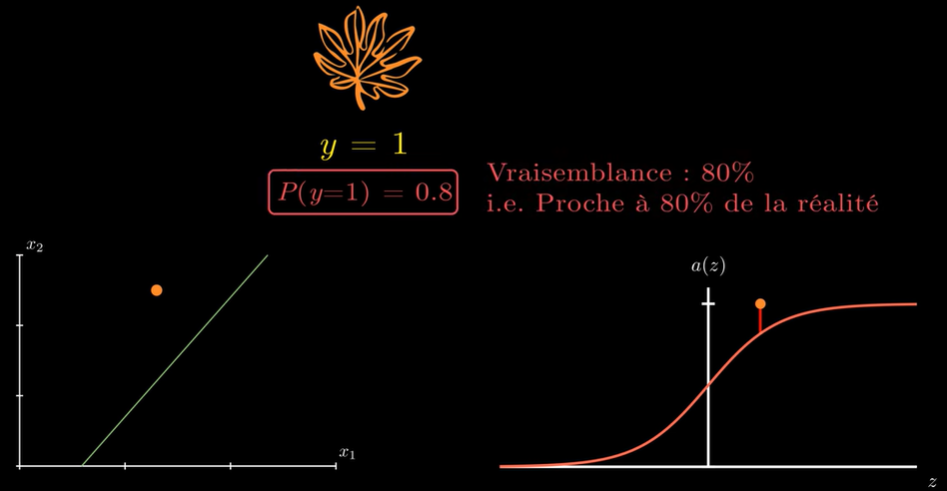 y = 1
P(y=1) = 0.8
Vraisemblance : 80%
i.e. Proche à 80% de la réalité
x₂
x₁
a(z)
z